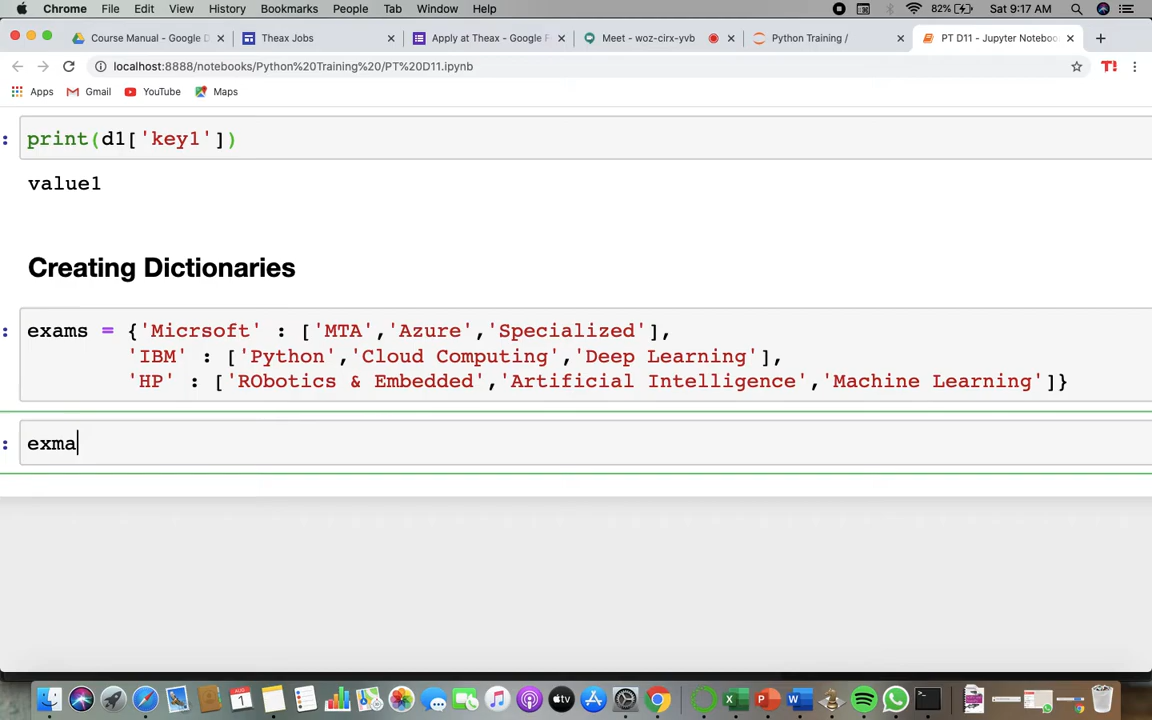 Chrome File Edit View History Bookmarks People Tab Window Help 82% Sat 9:17 AM
Course Manual - Google D Theax Jobs Apply at Theax - Google F Meet - woz-cirx-yvb Python Training / PT D11 - Jupyter Noteboo
localhost:8888/notebooks/Python%20Training%20/PT%20D11.ipynb T!
Apps Gmail YouTube Maps
: print(d1['key1'])
value1
Creating Dictionaries
: exams = {'Micrsoft' : ['MTA','Azure','Specialized'],
'IBM' : ['Python','Cloud Computing','Deep Learning'],
'HP' : ['RObotics & Embedded','Artificial Intelligence','Machine Learning']}
: exma